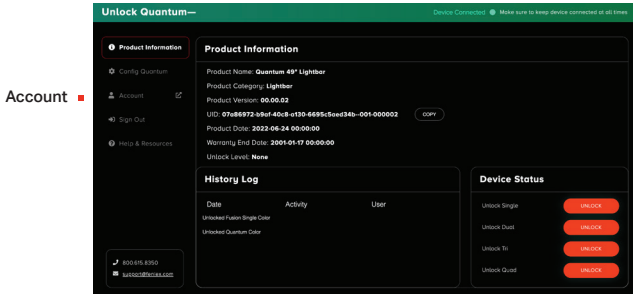 Unlock Quantum—
Device Connected Make sure to keep device connected at all times
Product Information
Config Quantum
Account
Sign Out
Help & Resources
800.615.8350
support@feniex.com
Account
Product Information
Product Name: Quantum 49" Lightbar
Product Category: Lightbar
Product Version: 00.00.02
UID: 07a86972-b9af-40c8-a130-6695c5aed34b--001-000002 COPY
Product Date: 2022-06-24 00:00:00
Warranty End Date: 2001-01-17 00:00:00
Unlock Level: None
History Log
Date Activity User
Unlocked Fusion Single Color
Unlocked Quantum Color
Device Status
Unlock Single UNLOCK
Unlock Dual UNLOCK
Unlock Tri UNLOCK
Unlock Quad UNLOCK